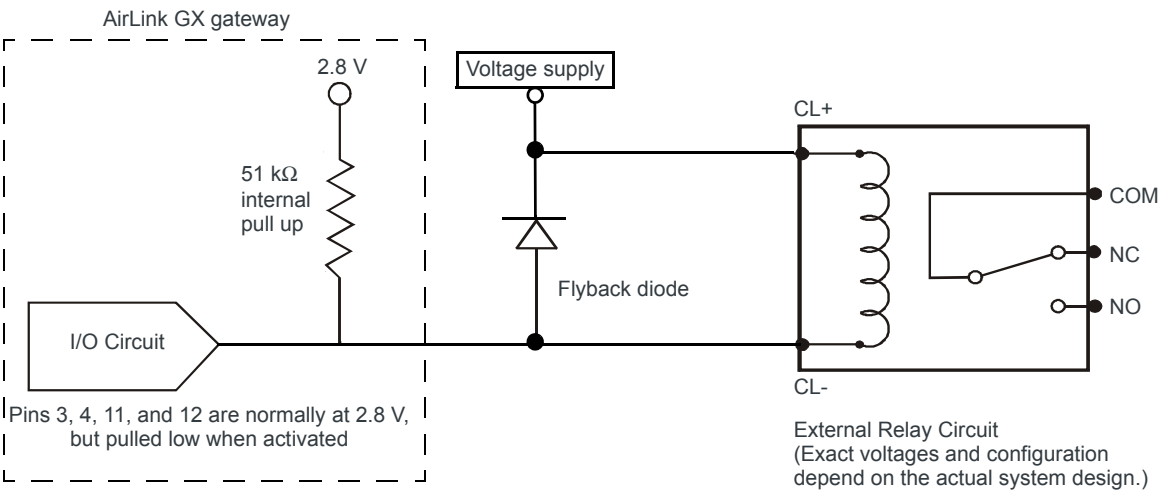 AirLink GX gateway
2.8 V
Voltage supply
CL+
51 kΩ
internal
pull up
COM
NC
Flyback diode
NO
I/O Circuit
CL-
Pins 3, 4, 11, and 12 are normally at 2.8 V,
but pulled low when activated
External Relay Circuit
(Exact voltages and configuration
depend on the actual system design.)